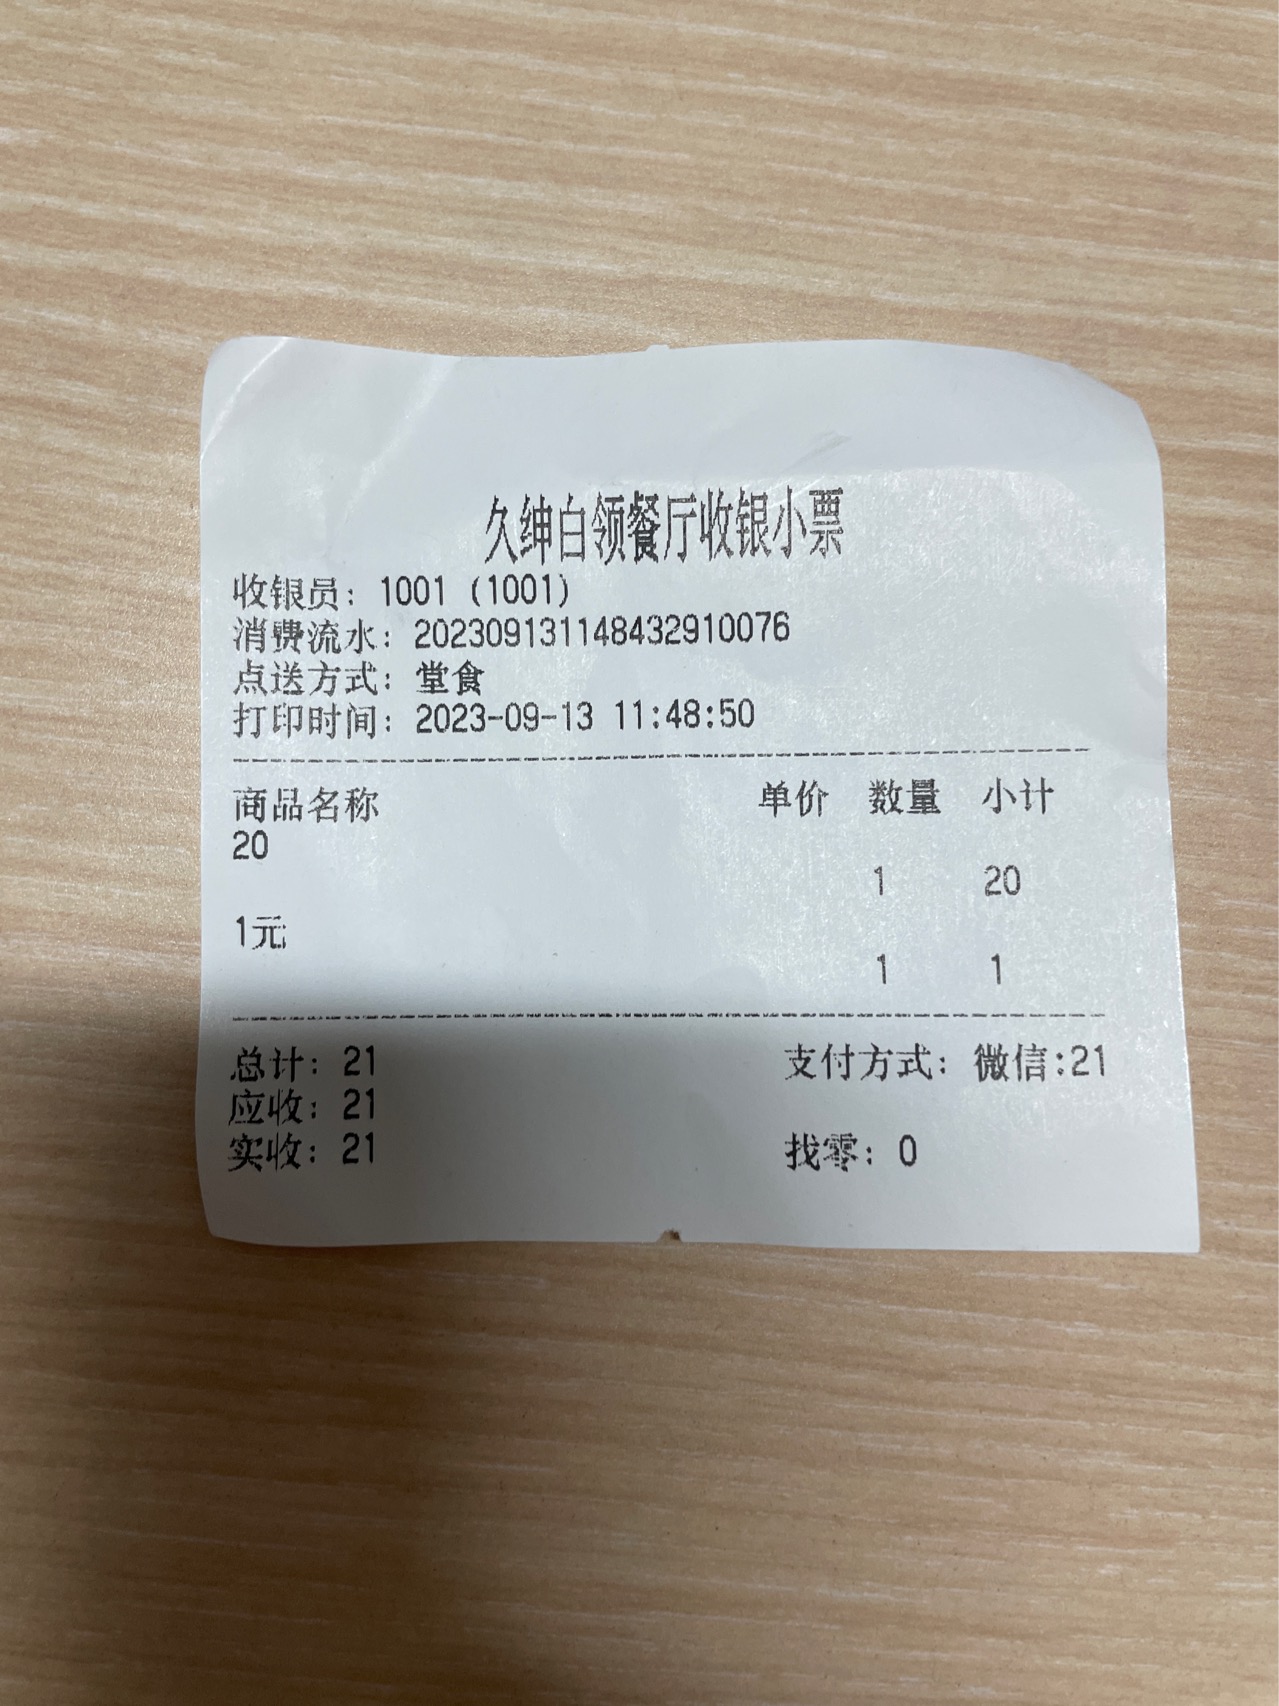 久绅白领餐厅收银小票
收银员：1001 (1001)
消费流水：202309131148432910076
点送方式：堂食
打印时间：2023-09-13 11:48:50
商品名称 单价 数量 小计
20
1 20
1元
1 1
总计：21 支付方式：微信:21
应收：21
实收：21 找零：0